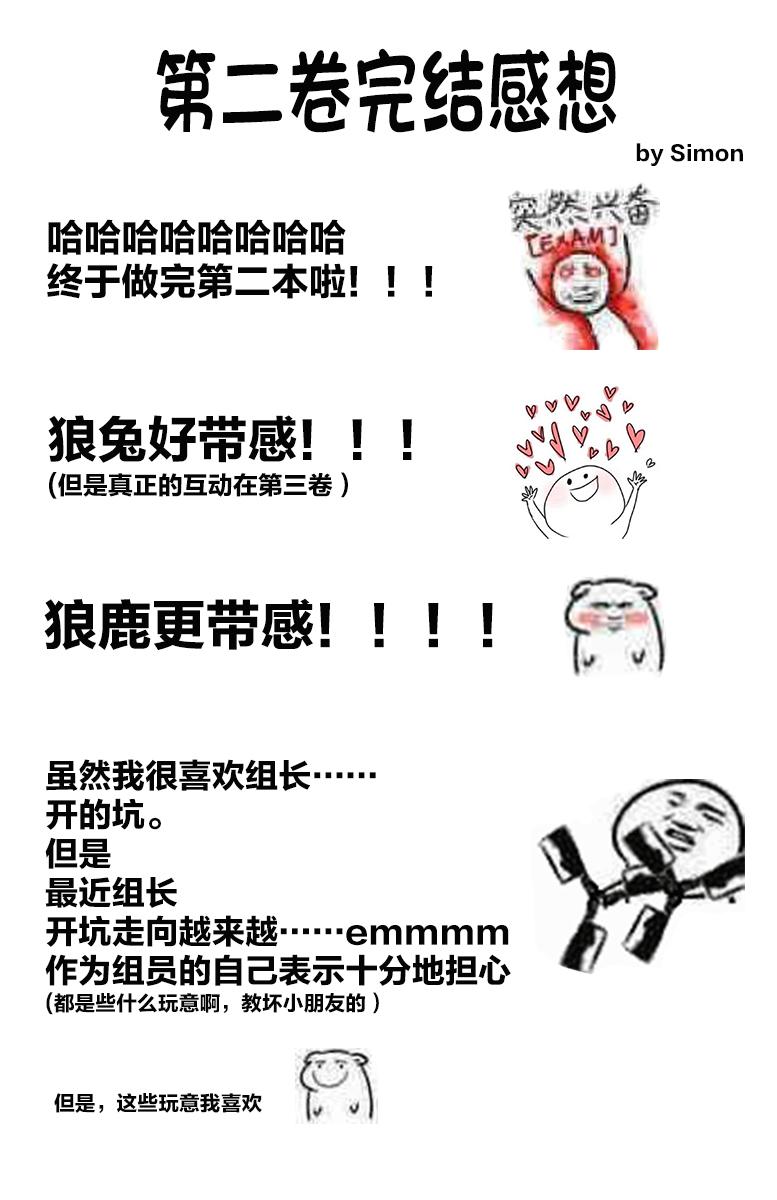 第二卷完结感想
by Simon
突然兴奋
[EXAM]
哈哈哈哈哈哈哈哈
终于做完第二本啦！！！
狼兔好带感！！！
(但是真正的互动在第三卷 )
狼鹿更带感！！！！
虽然我很喜欢组长……
开的坑。
但是
最近组长
开坑走向越来越……emmmm
作为组员的自己表示十分地担心
(都是些什么玩意啊，教坏小朋友的 )
但是，这些玩意我喜欢